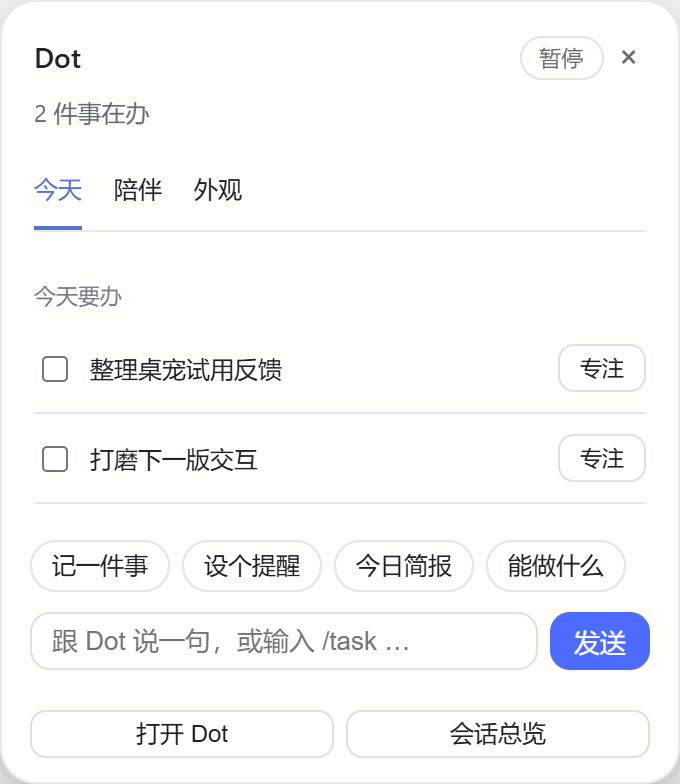 Dot 暂停 ×
2 件事在办
今天 陪伴 外观
今天要办
整理桌宠试用反馈 专注
打磨下一版交互 专注
记一件事 设个提醒 今日简报 能做什么
跟 Dot 说一句，或输入 /task … 发送
打开 Dot 会话总览